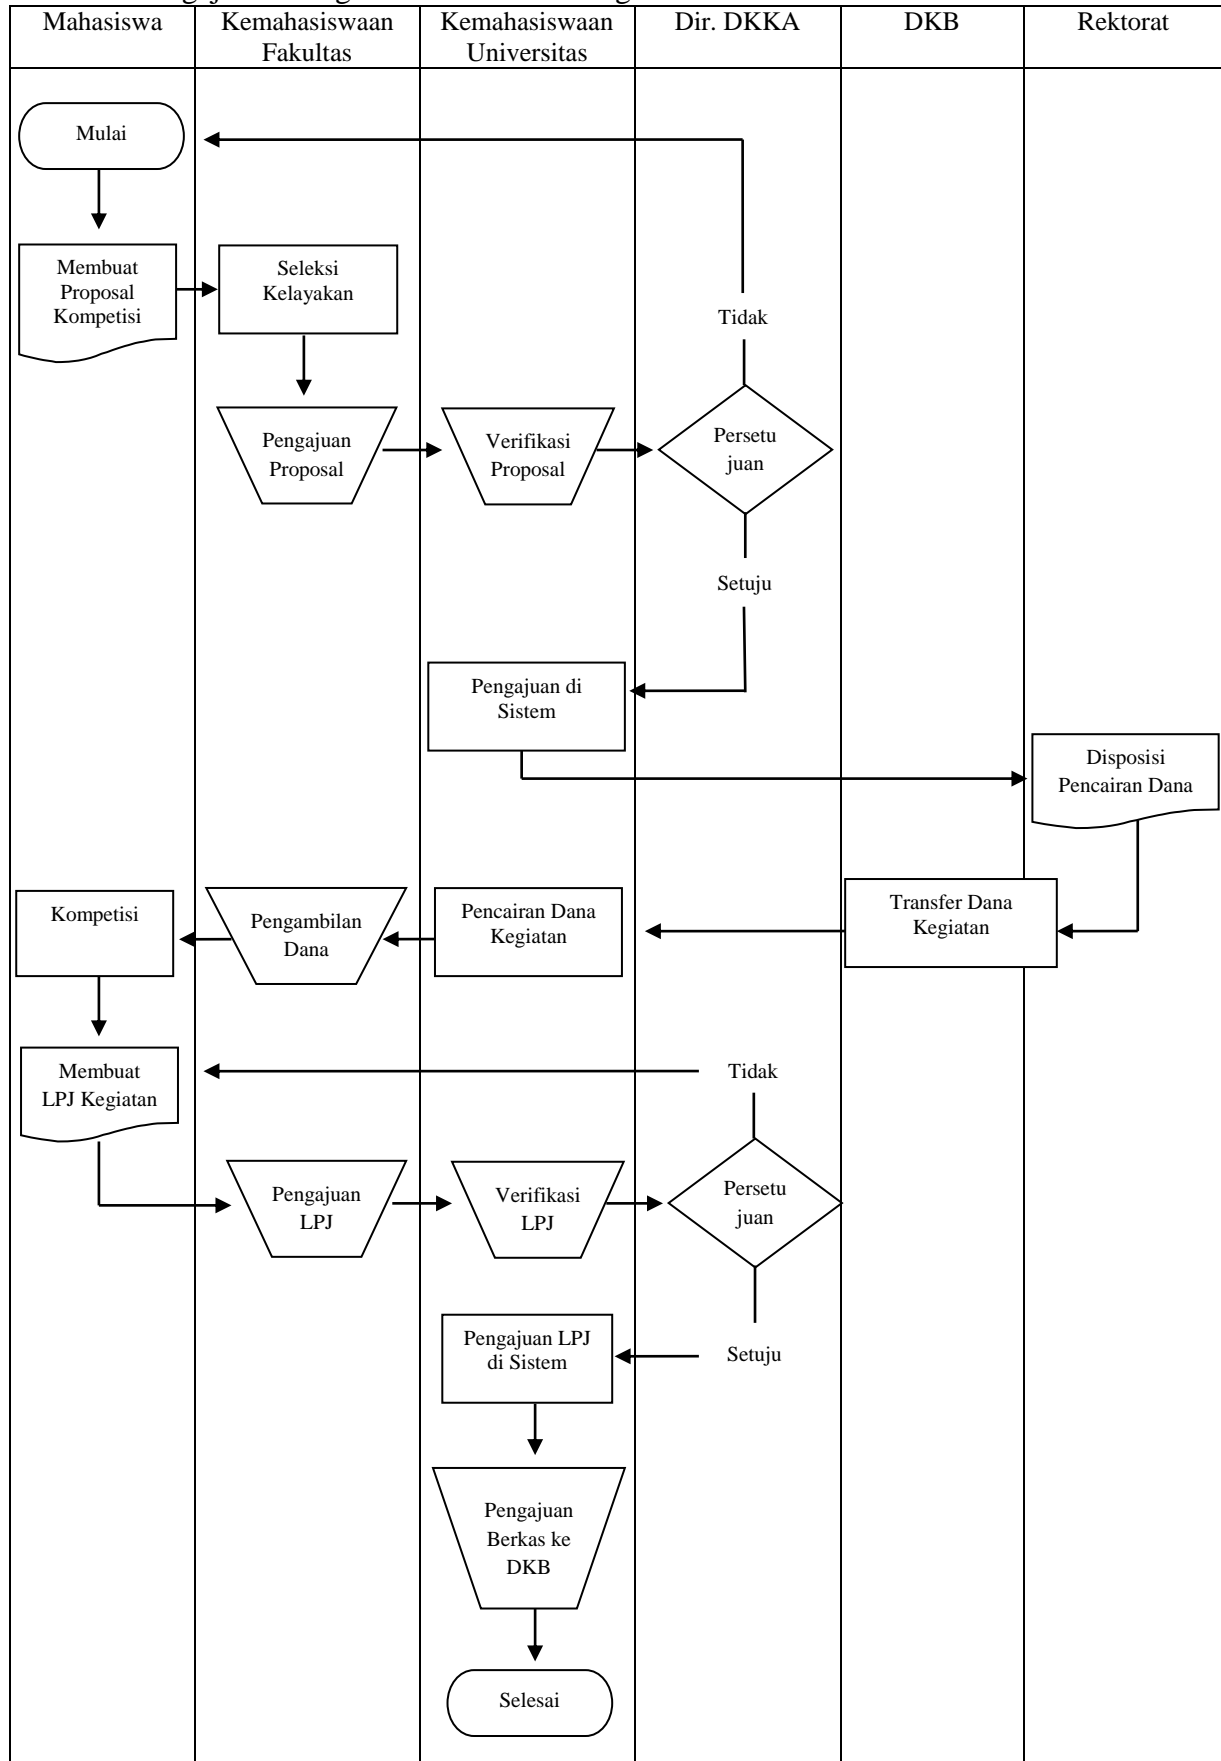 Mahasiswa
Kemahasiswaan
Fakultas
Kemahasiswaan
Universitas
Dir. DKKA
DKB
Rektorat
Mulai
Membuat
Proposal
Kompetisi
Seleksi
Kelayakan
Tidak
Pengajuan
Proposal
Verifikasi
Proposal
Persetu
juan
Setuju
Pengajuan di
Sistem
Disposisi
Pencairan Dana
Kompetisi
Pengambilan
Dana
Pencairan Dana
Kegiatan
Transfer Dana
Kegiatan
Membuat
LPJ Kegiatan
Tidak
Pengajuan
LPJ
Verifikasi
LPJ
Persetu
juan
Pengajuan LPJ
di Sistem
Setuju
Pengajuan
Berkas ke
DKB
Selesai